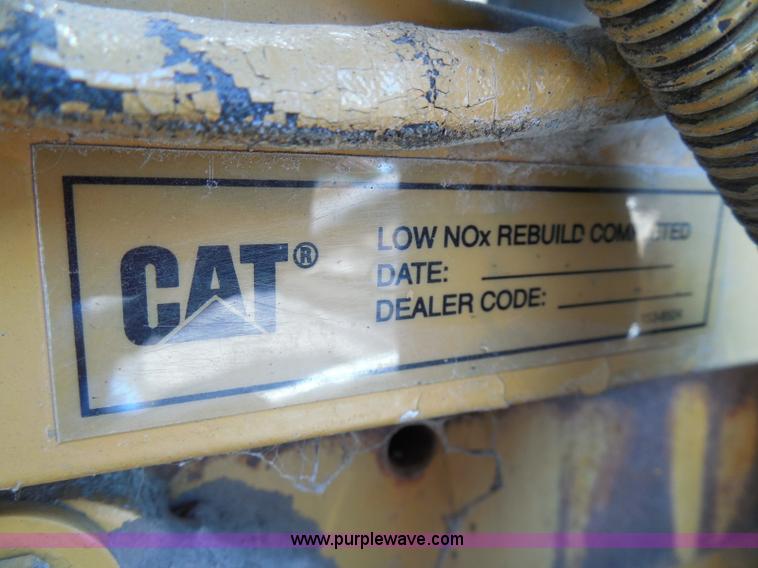 CAT®
LOW NOx REBUILD COMPLETED
DATE:
DEALER CODE:
www.purplewave.com